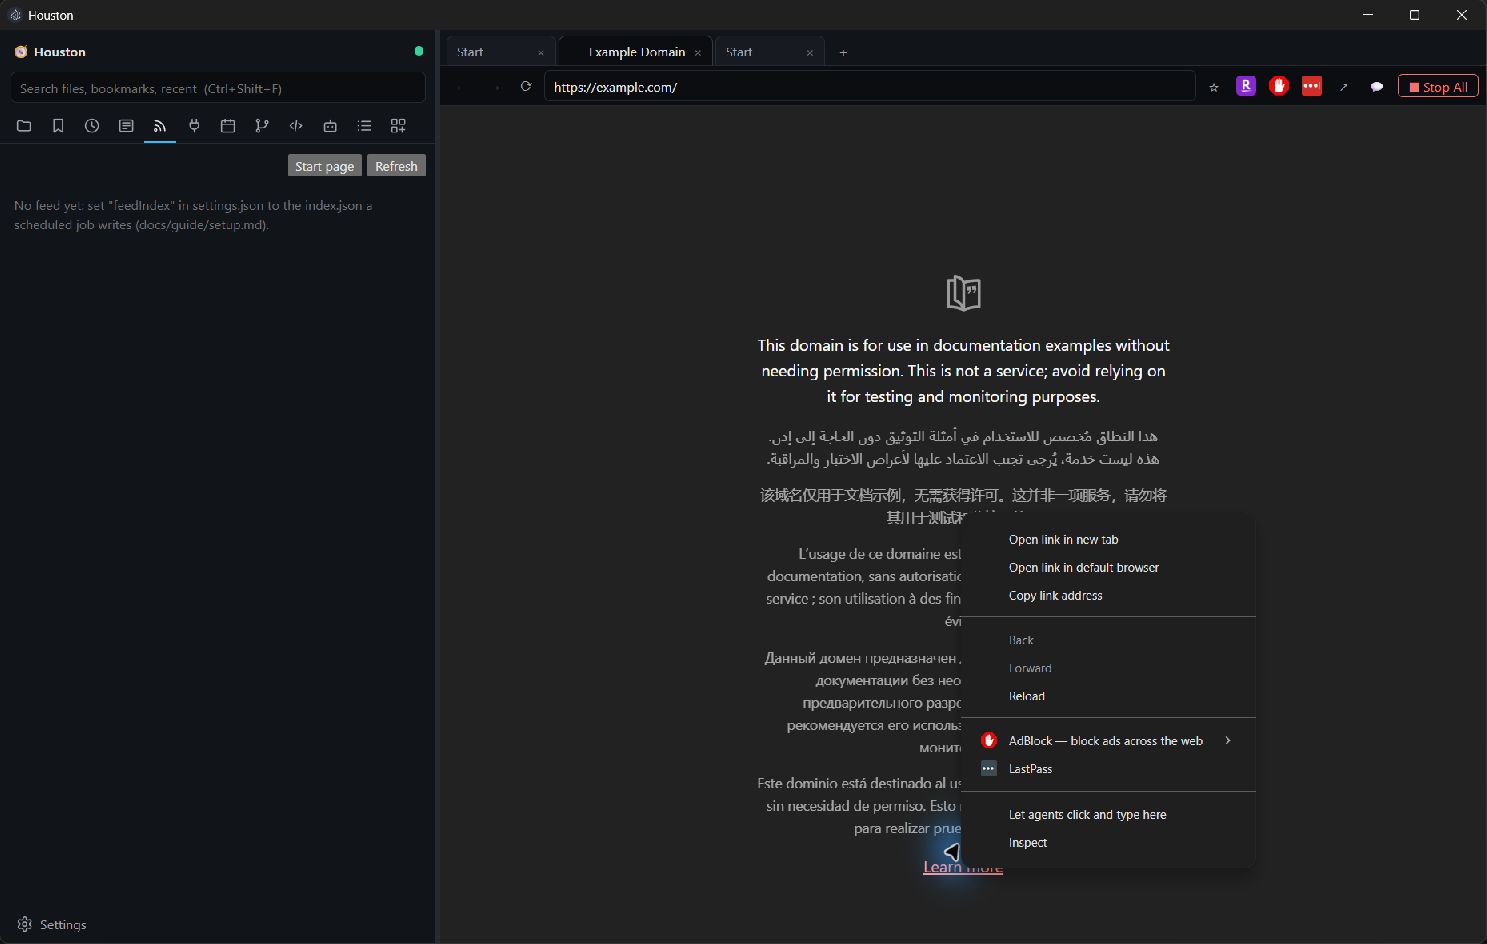 Houston
Houston
Search files, bookmarks, recent (Ctrl+Shift+F)
Start page
Refresh
No feed yet: set "feedIndex" in settings.json to the index.json a
scheduled job writes (docs/guide/setup.md).
Settings
Start
Example Domain
Start
https://example.com/
Stop All
This domain is for use in documentation examples without
needing permission. This is not a service; avoid relying on
it for testing and monitoring purposes.
هذا النطاق مُخصص للاستخدام في أمثلة التوثيق دون الحاجة إلى إذن.
هذه ليست خدمة، يُرجى تجنب الاعتماد عليها لأغراض الاختبار والمراقبة.
该域名仅用于文档示例，无需获得许可。这并非一项服务，请勿将
其用于测试
L'usage de ce domaine est
documentation, sans
service ; son utilisation à des fin
Данный домен предназначен
документации без
предварительного
рекомендуется его
Este dominio está destinado al
sin necesidad de permiso. Esto
para realizar
Learn more
Open link in new tab
Open link in default browser
Copy link address
Back
Forward
Reload
AdBlock — block ads across the web
LastPass
Let agents click and type here
Inspect